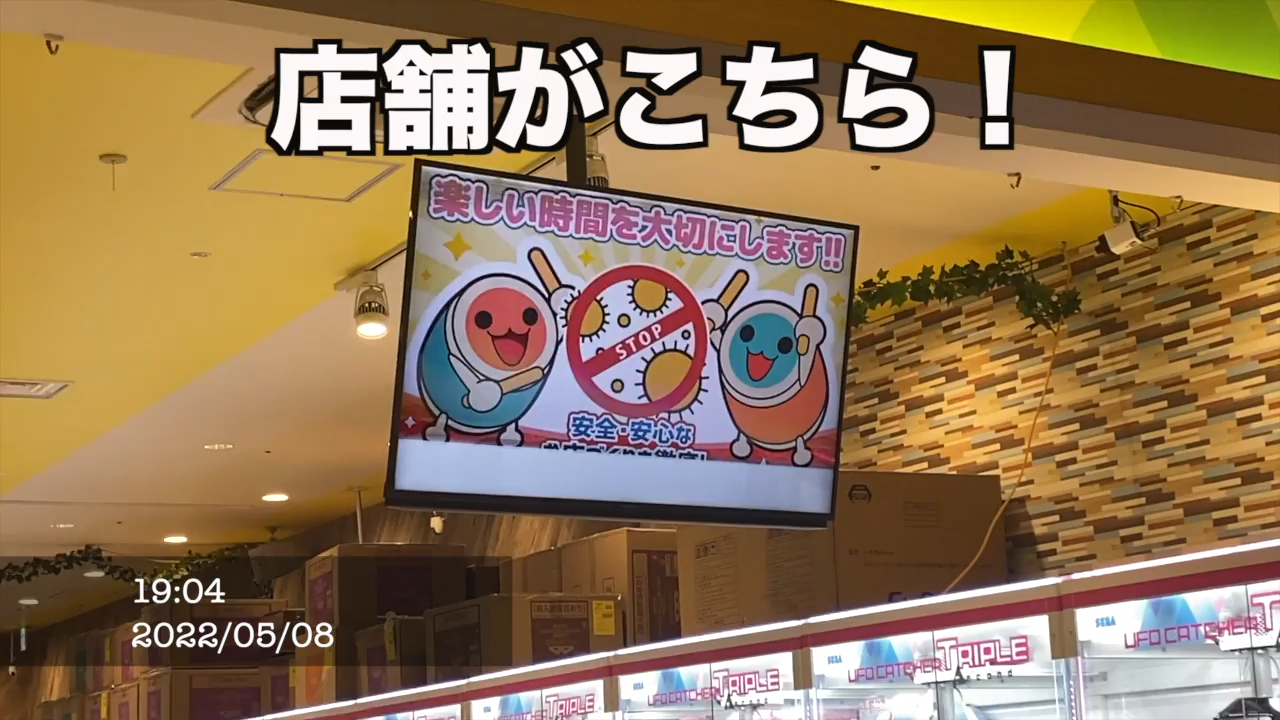 店舗がこちら！
楽しい時間を大切にします!!
STOP
安全・安心な
19:04
2022/05/08
SEGA
UFO CATCHER TRIPLE
SEGA
UFO CATCHER TRIPLE
Arcade
UFO CATCHER TRIPLE
TRIPLE